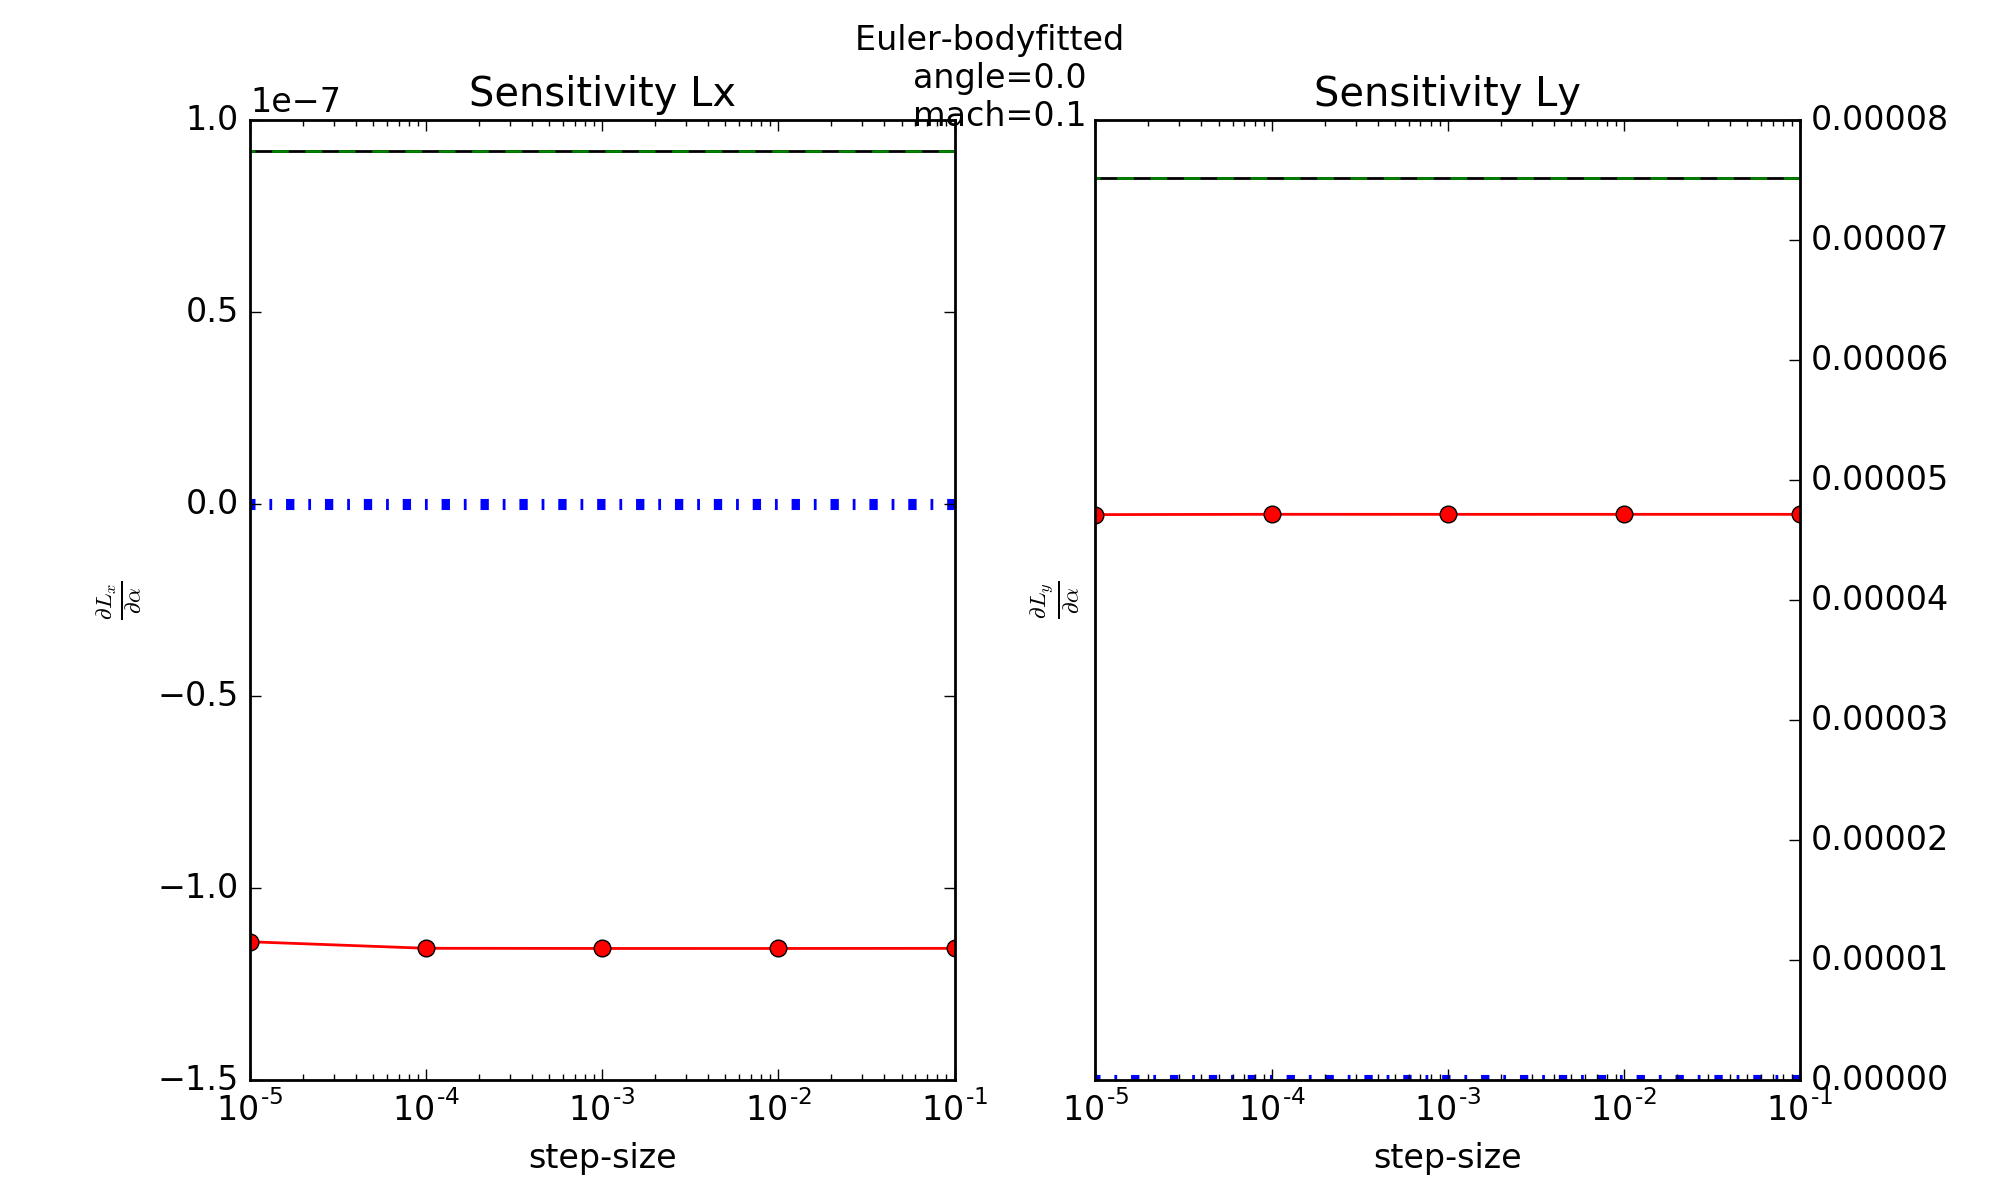 Euler-bodyfitted
angle=0.0
mach=0.1
Sensitivity Lx
1e−7
1.0
0.5
0.0
−0.5
−1.0
−1.5
∂L_x/∂α
10^-5 10^-4 10^-3 10^-2 10^-1
step-size
Sensitivity Ly
0.00008
0.00007
0.00006
0.00005
0.00004
0.00003
0.00002
0.00001
0.00000
∂L_y/∂α
10^-5 10^-4 10^-3 10^-2 10^-1
step-size